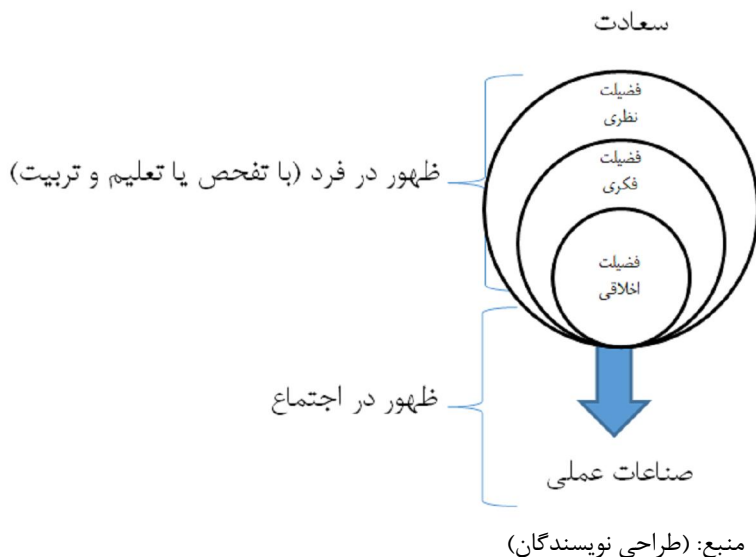 سعادت
فضیلت
نظری
فضیلت
فکری
ظهور در فرد (با تفحص یا تعلیم و تربیت)
فضیلت
اخلاقی
ظهور در اجتماع
صناعات عملی
منبع: (طراحی نویسندگان)